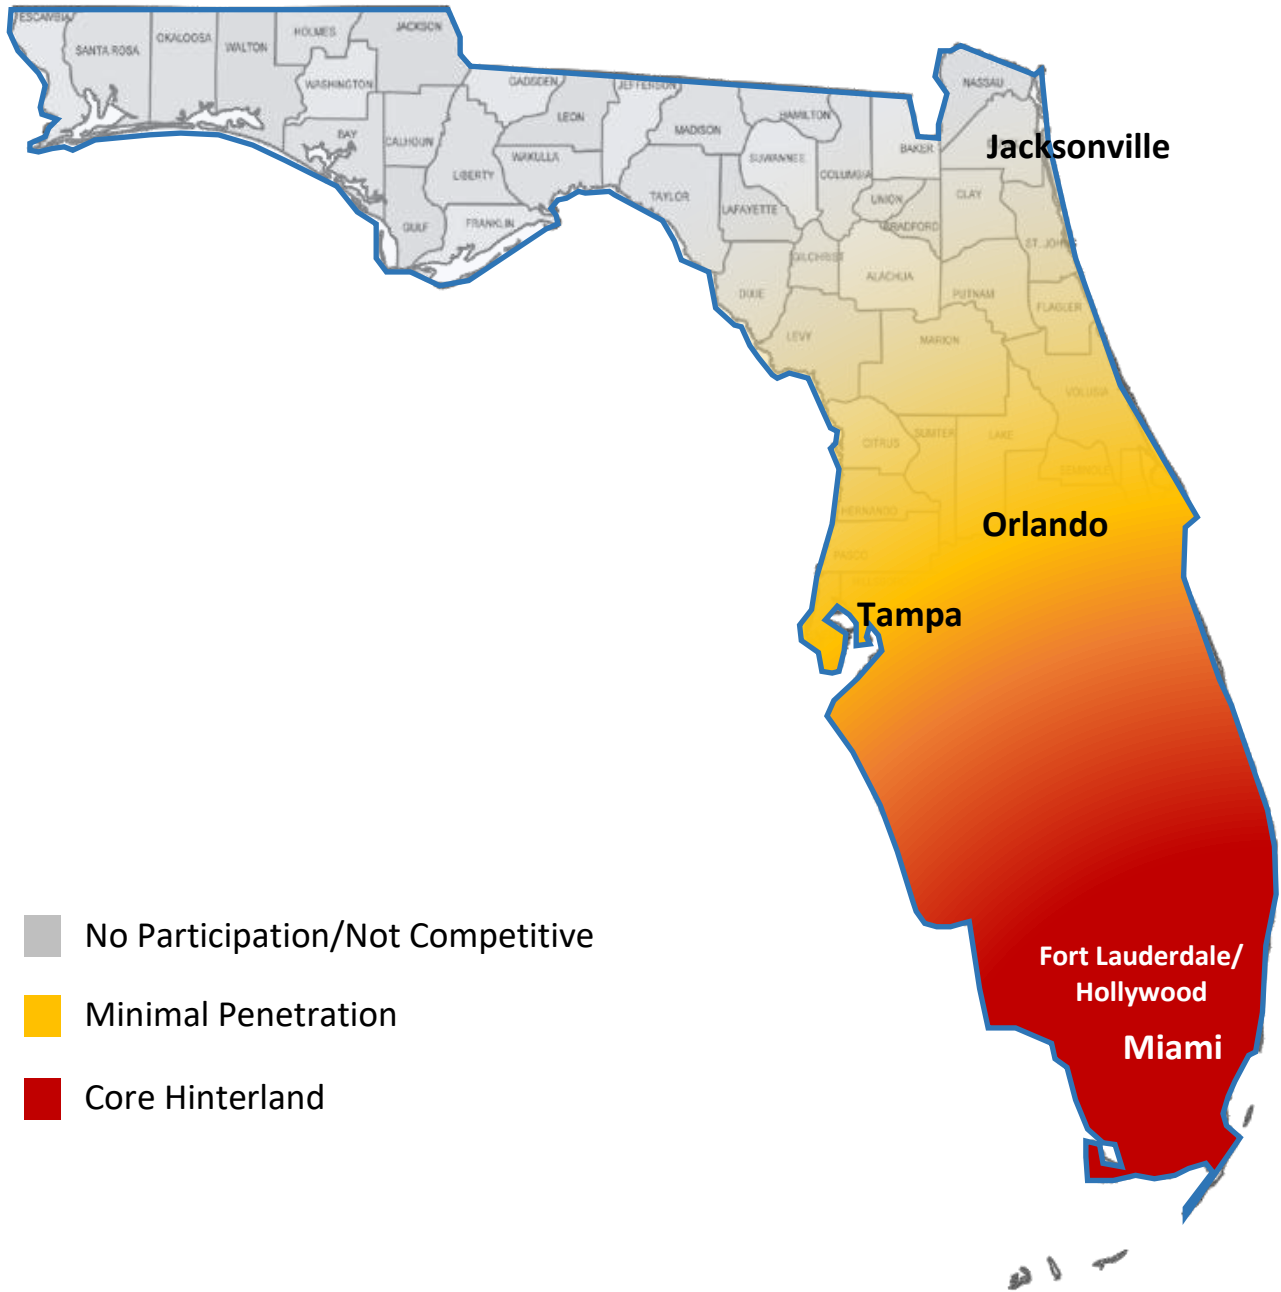 ESCAMBIA
SANTA ROSA
OKALOOSA
WALTON
HOLMES
JACKSON
WASHINGTON
BAY
CALHOUN
GULF
GADSDEN
LIBERTY
FRANKLIN
LEON
WAKULLA
JEFFERSON
MADISON
TAYLOR
HAMILTON
SUWANNEE
LAFAYETTE
COLUMBIA
BAKER
NASSAU
Jacksonville
UNION
BRADFORD
CLAY
ST. JOHNS
GILCHRIST
ALACHUA
DIXIE
PUTNAM
FLAGLER
LEVY
MARION
VOLUSIA
CITRUS
SUMTER
LAKE
SEMINOLE
HERNANDO
Orlando
PASCO
Tampa
No Participation/Not Competitive
Minimal Penetration
Core Hinterland
Fort Lauderdale/
Hollywood
Miami